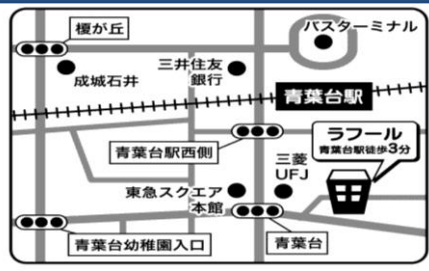 榎が丘
バスターミナル
成城石井
三井住友
銀行
青葉台駅
ラフール
青葉台駅徒歩3分
青葉台駅西側
三菱
UFJ
東急スクエア
本館
青葉台幼稚園入口
青葉台